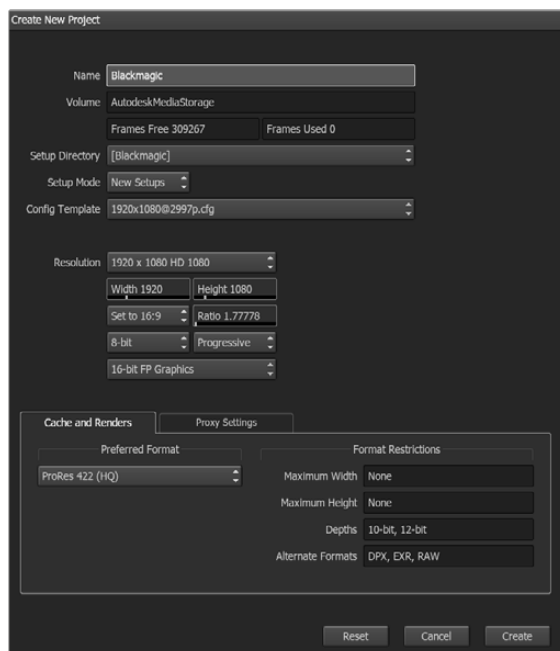 Create New Project
Name Blackmagic
Volume AutodeskMediaStorage
Frames Free 309267 Frames Used 0
Setup Directory [Blackmagic]
Setup Mode New Setups
Config Template 1920x1080@2997p.cfg
Resolution 1920 x 1080 HD 1080
Width 1920 Height 1080
Set to 16:9 Ratio 1.77778
8-bit Progressive
16-bit FP Graphics
Cache and Renders Proxy Settings
Preferred Format Format Restrictions
ProRes 422 (HQ) Maximum Width None
Maximum Height None
Depths 10-bit, 12-bit
Alternate Formats DPX, EXR, RAW
Reset Cancel Create